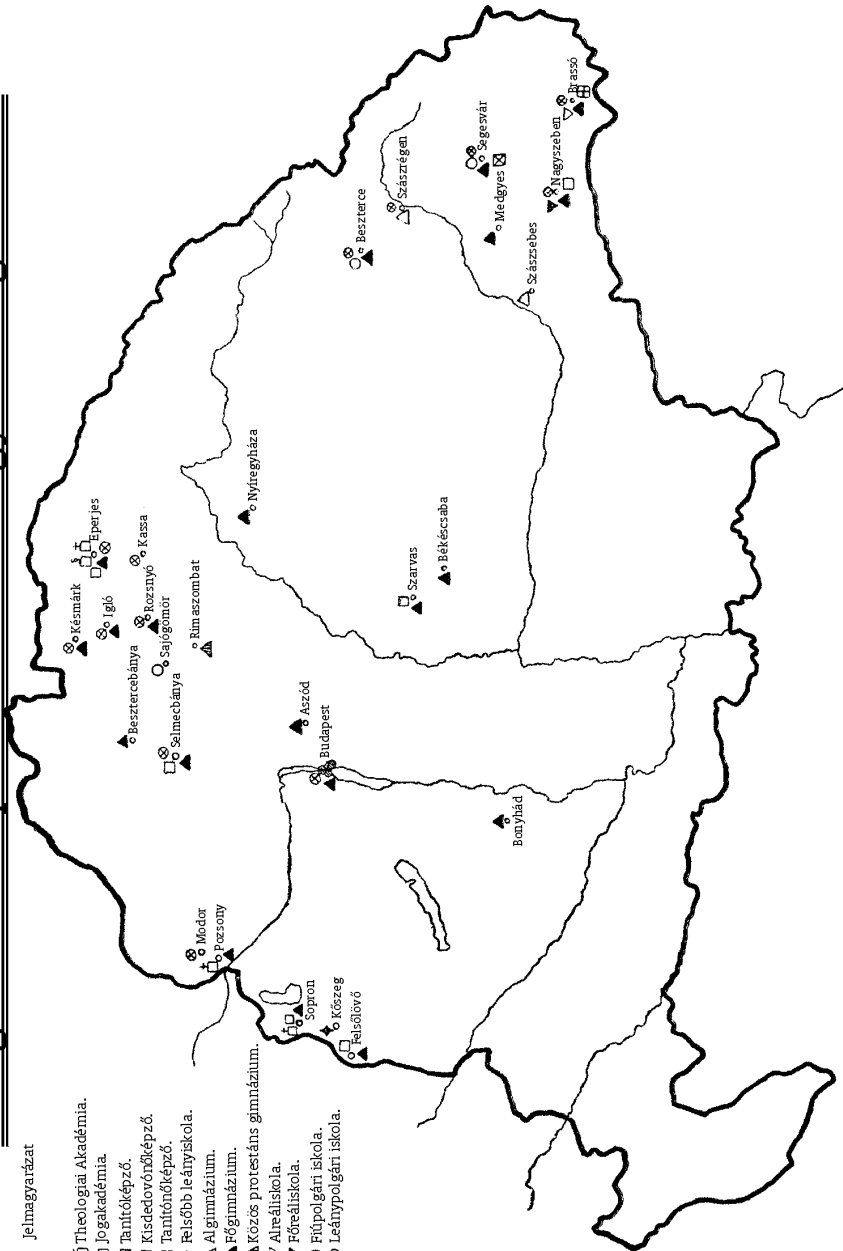 Jelmagyarázat
Theologiai Akadémia.
Jogakadémia.
Tanítóképző.
Kisdedovónőképző.
Tanítónőképző.
Felsőbb leányiskola.
Algimnázium.
Főgimnázium.
Közös protestáns gimnázium.
Alreáliskola.
Főreáliskola.
Fiúpolgári iskola.
Leánypolgári iskola.
Késmárk
Eperjes
Igló
Kassa
Rozsnyó
Sajógömör
Rimaszombat
Besztercebánya
Selmecbánya
Nyíregyháza
Aszód
Budapest
Modor
Pozsony
Sopron
Kőszeg
Felsőlövő
Bonyhád
Szarvas
Békéscsaba
Beszterce
Szászrégen
Segesvár
Medgyes
Szászsebes
Nagyszeben
Brassó